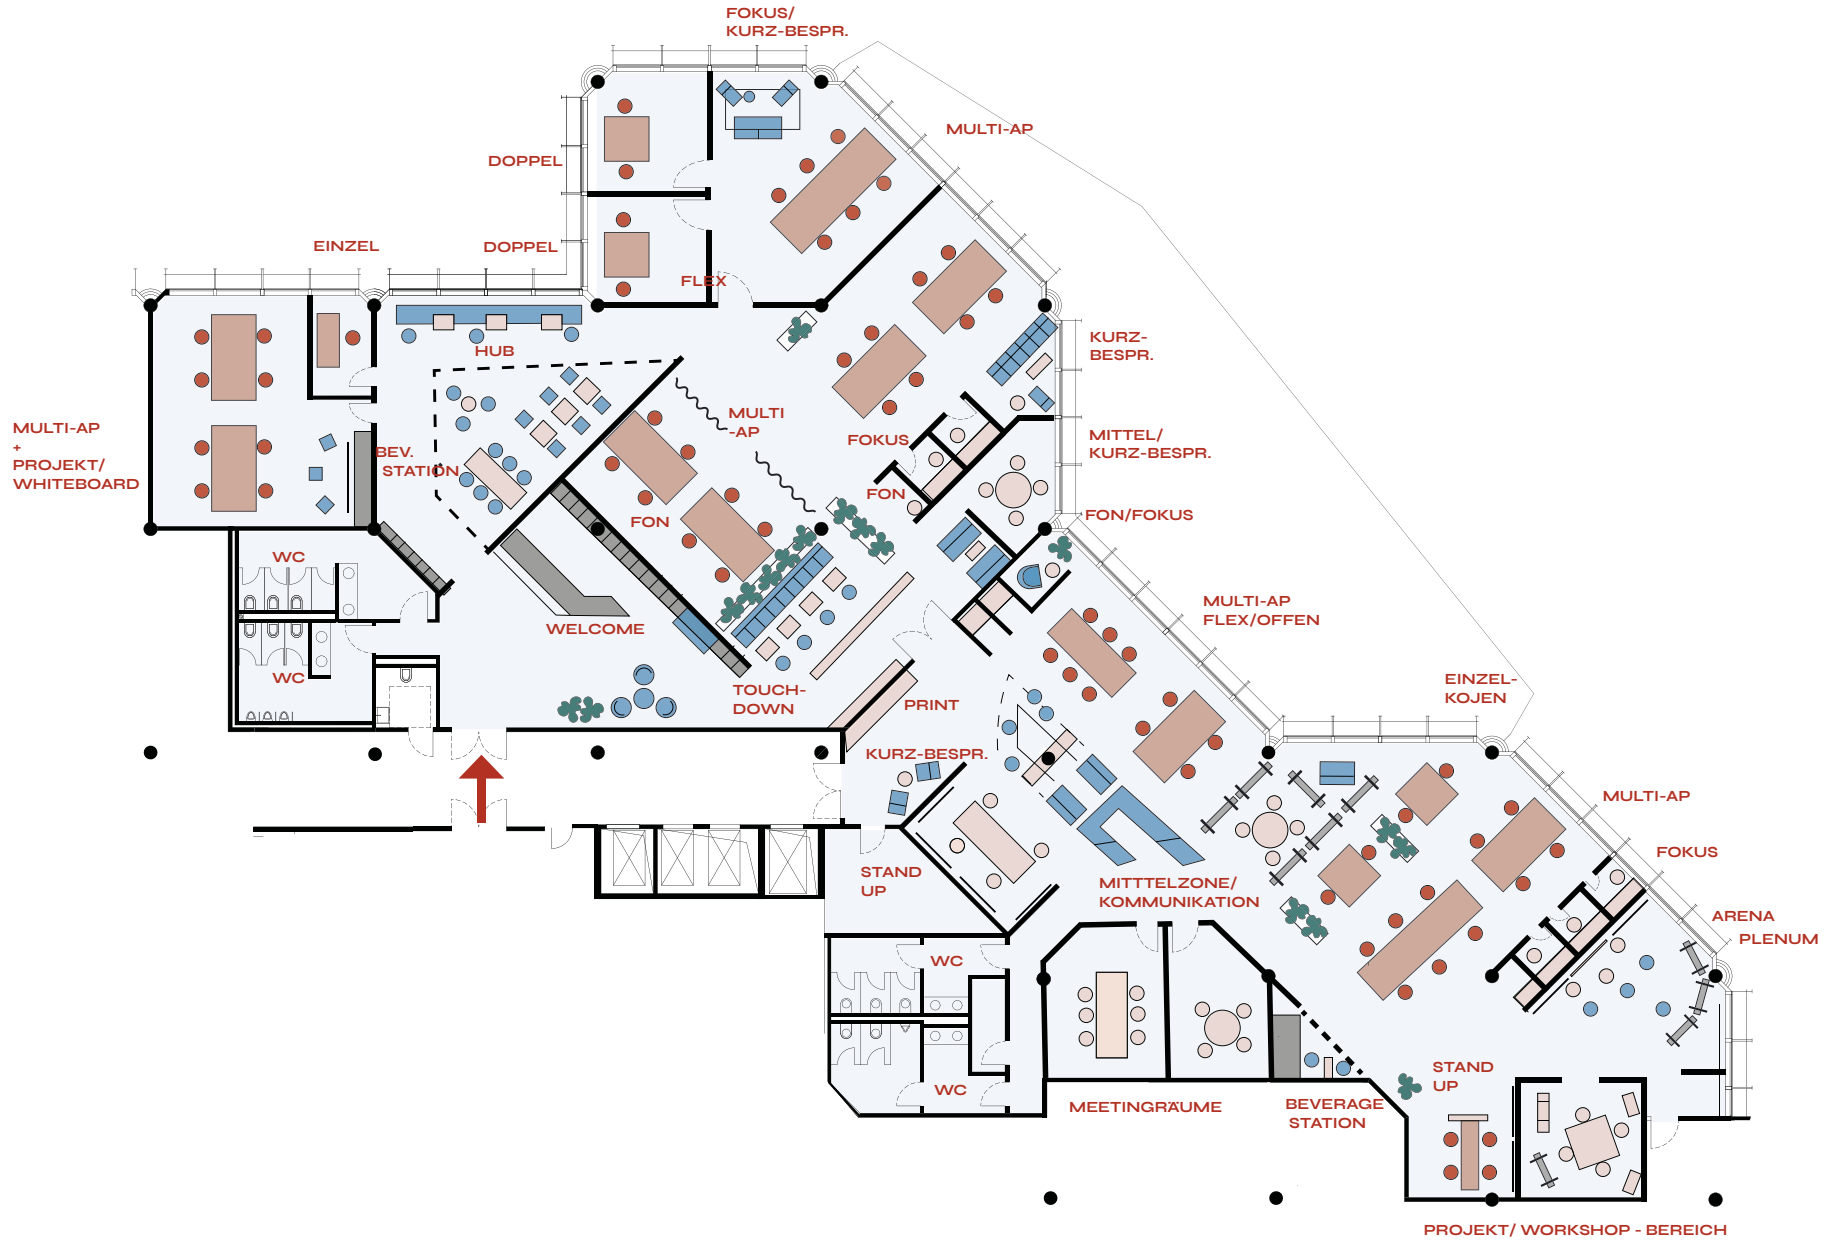 FOKUS/
KURZ-BESPR.
MULTI-AP
DOPPEL
EINZEL
DOPPEL
FLEX
HUB
KURZ-
BESPR.
MULTI-AP
+
PROJEKT/
WHITEBOARD
BEV.
STATION
MULTI
-AP
FOKUS
MITTEL/
KURZ-BESPR.
FON
FON
FON/FOKUS
WC
WELCOME
MULTI-AP
FLEX/OFFEN
WC
TOUCH-
DOWN
PRINT
EINZEL-
KOJEN
KURZ-BESPR.
MULTI-AP
FOKUS
STAND
UP
MITTTELZONE/
KOMMUNIKATION
ARENA
PLENUM
WC
WC
STAND
UP
MEETINGRÄUME
BEVERAGE
STATION
PROJEKT/ WORKSHOP - BEREICH